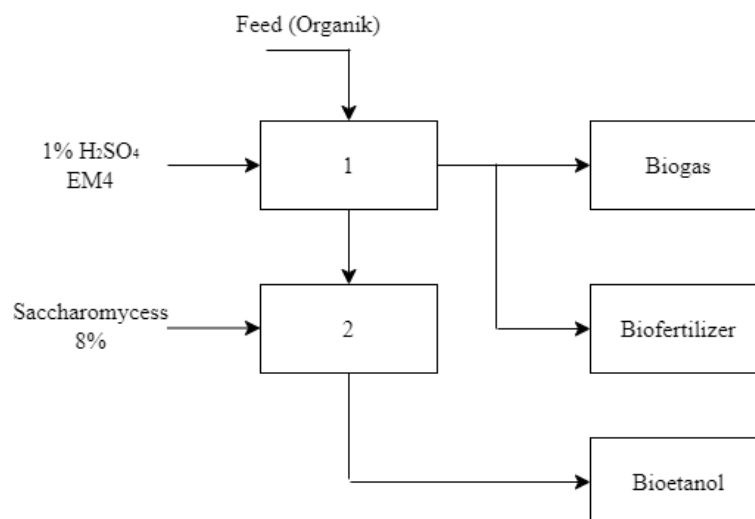 Feed (Organik)
1% H₂SO₄
EM4
1
Biogas
Saccharomycess
8%
2
Biofertilizer
Bioetanol